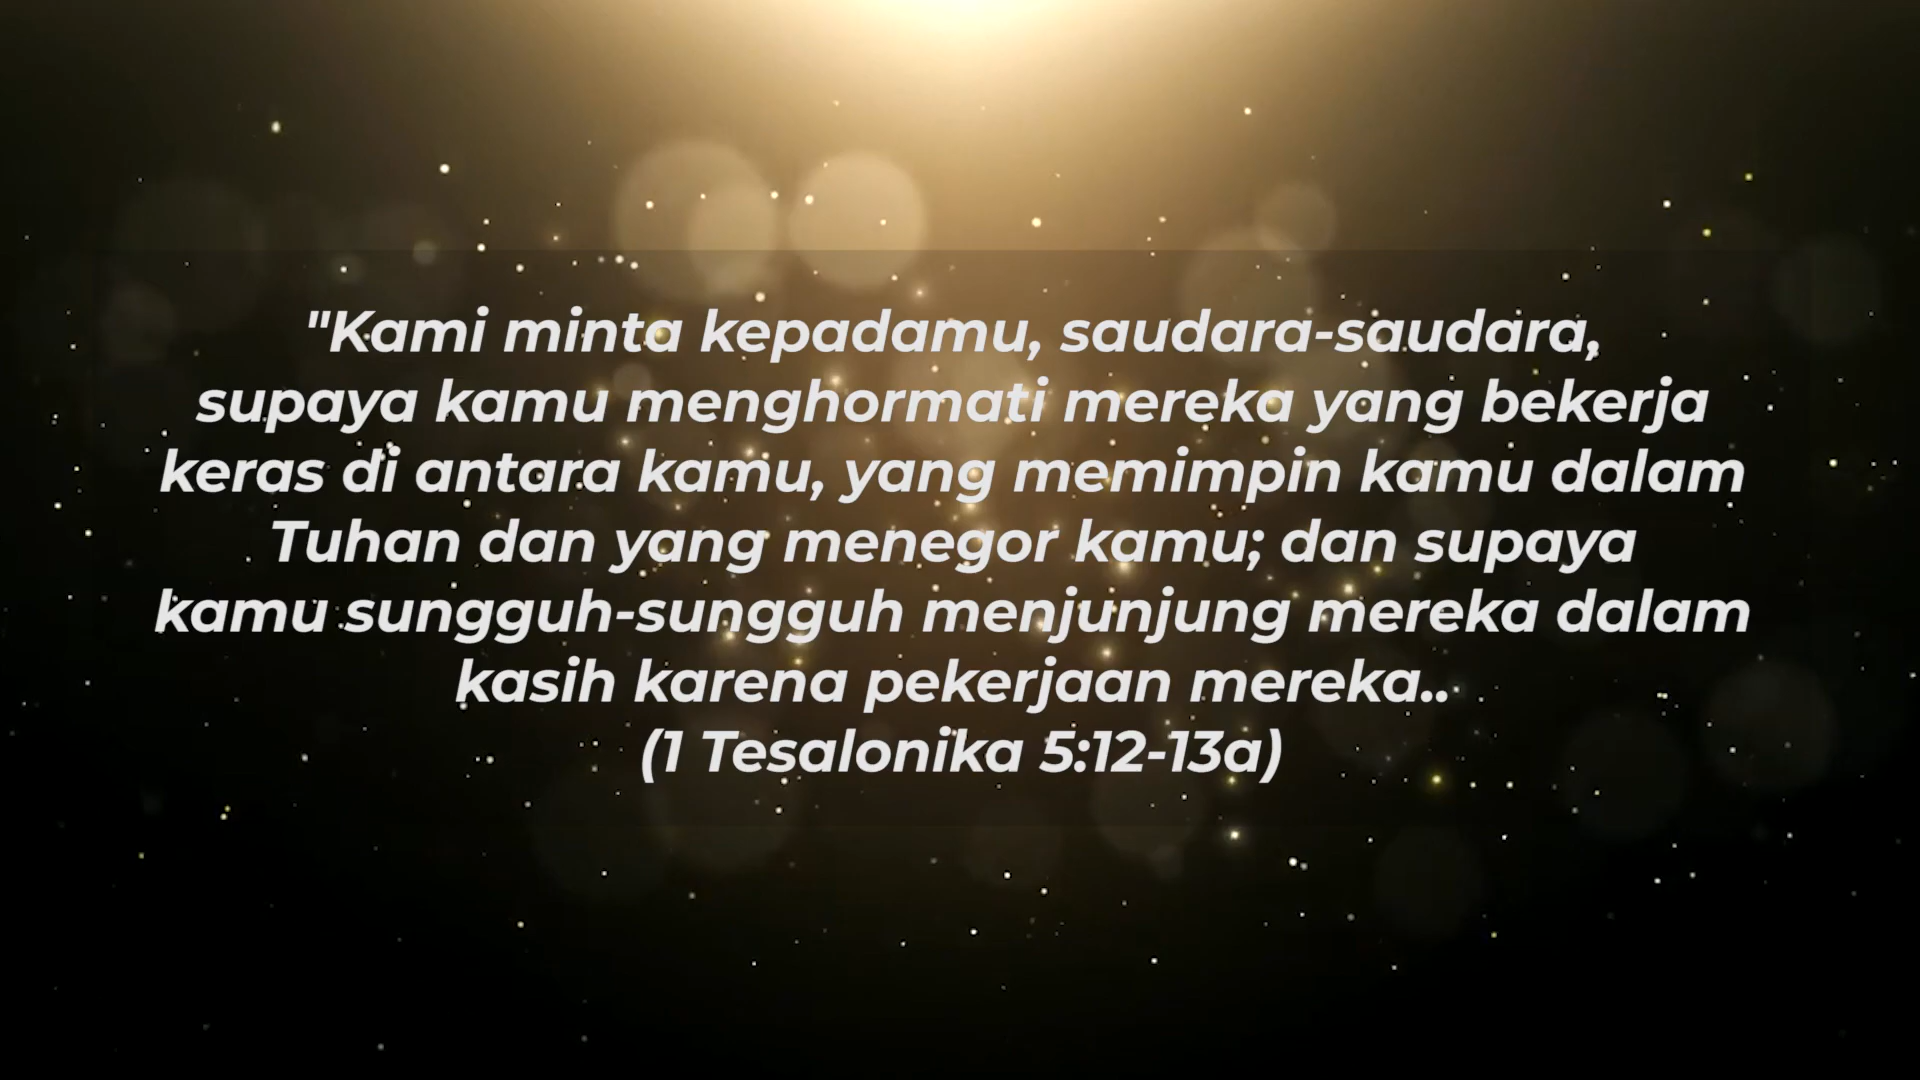 "Kami minta kepadamu, saudara-saudara,
supaya kamu menghormati mereka yang bekerja
keras di antara kamu, yang memimpin kamu dalam
Tuhan dan yang menegor kamu; dan supaya
kamu sungguh-sungguh menjunjung mereka dalam
kasih karena pekerjaan mereka..
(1 Tesalonika 5:12-13a)